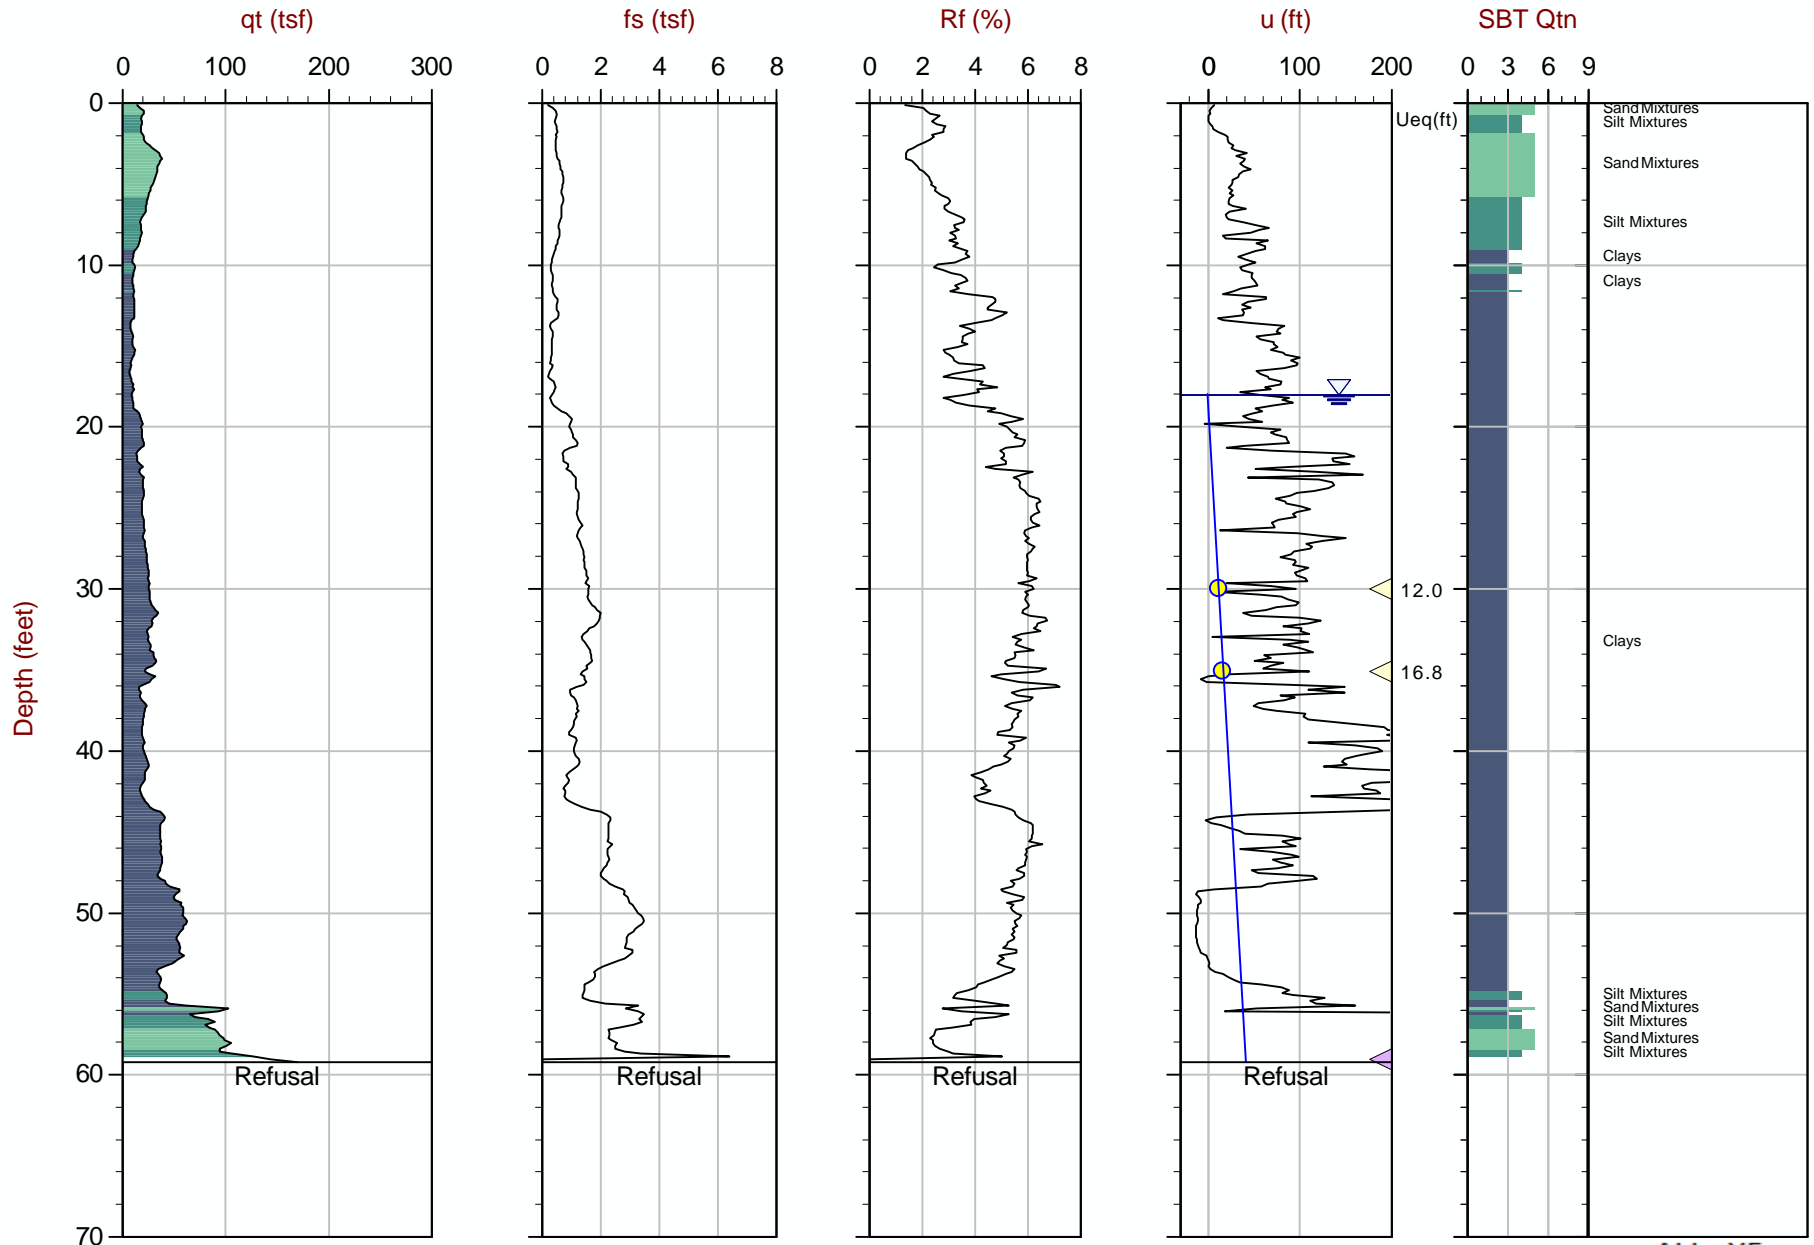 qt (tsf) fs (tsf) Rf (%) u (ft) SBT Qtn
0 100 200 300 0 2 4 6 8 0 2 4 6 8 0 100 200 0 3 6 9
0
Sand Mixtures
Ueq(ft)
Silt Mixtures
Sand Mixtures
Silt Mixtures
Clays
10
Clays
20
30
12.0
Clays
Depth (feet)
16.8
40
50
Silt Mixtures
Sand Mixtures
Silt Mixtures
Sand Mixtures
Silt Mixtures
60
Refusal Refusal Refusal Refusal
70